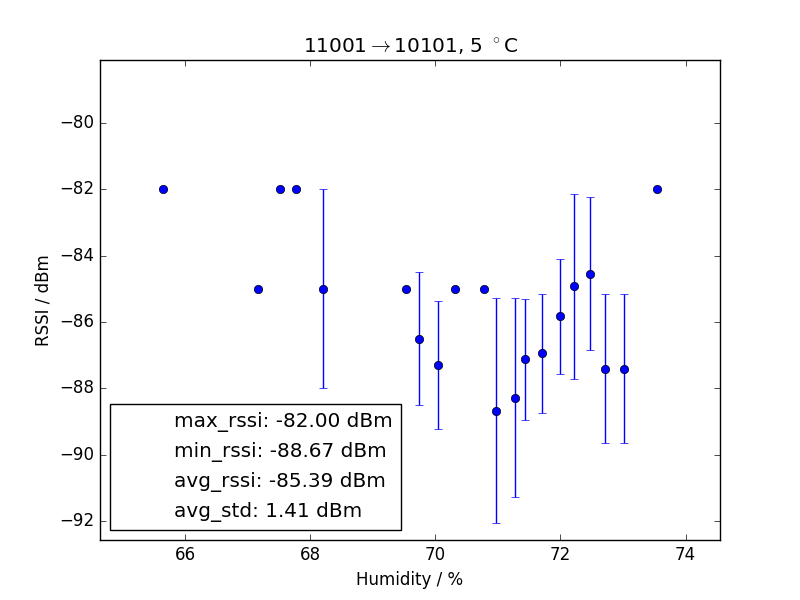 11001→10101, 5 °C
RSSI / dBm
−80
−82
−84
−86
−88
−90
−92
max_rssi: -82.00 dBm
min_rssi: -88.67 dBm
avg_rssi: -85.39 dBm
avg_std: 1.41 dBm
66 68 70 72 74
Humidity / %